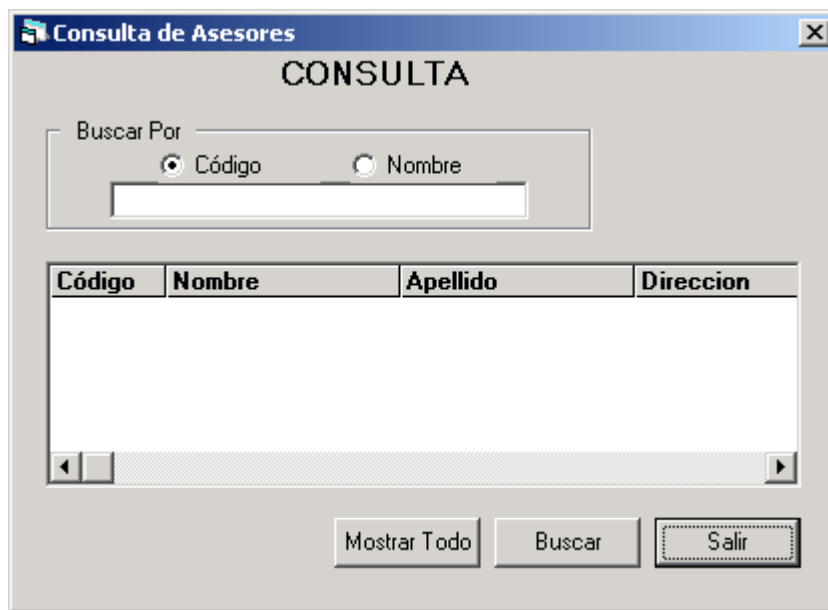 Consulta de Asesores
CONSULTA
Buscar Por
Código Nombre
Código Nombre Apellido Direccion
Mostrar Todo Buscar Salir